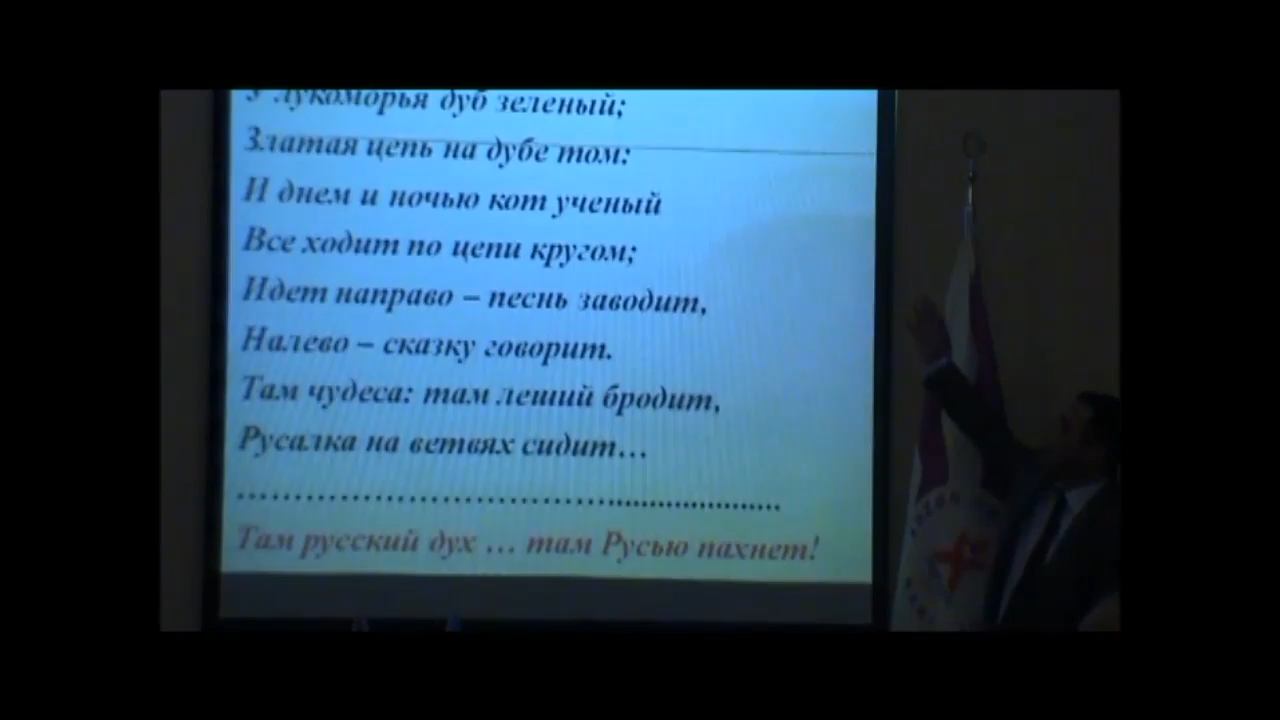 У лукоморья дуб зеленый;
Златая цепь на дубе том:
И днем и ночью кот ученый
Все ходит по цепи кругом;
Идет направо – песнь заводит,
Налево – сказку говорит.
Там чудеса: там леший бродит,
Русалка на ветвях сидит...
.......................................................
Там русский дух ... там Русью пахнет!